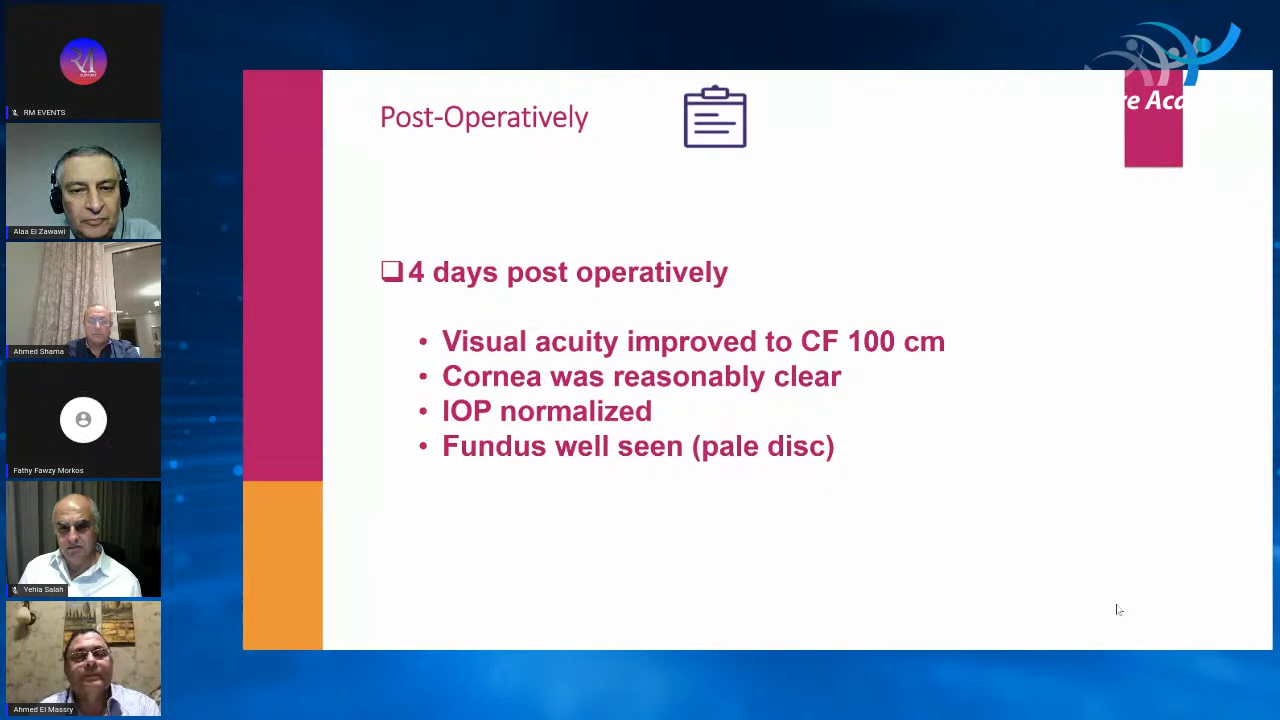 RM
SUPPORT
RM EVENTS
Alaa El Zawawi
Ahmed Shama
Fathy Fawzy Morkos
Yehia Salah
Ahmed El Massry
Post-Operatively
4 days post operatively
• Visual acuity improved to CF 100 cm
• Cornea was reasonably clear
• IOP normalized
• Fundus well seen (pale disc)